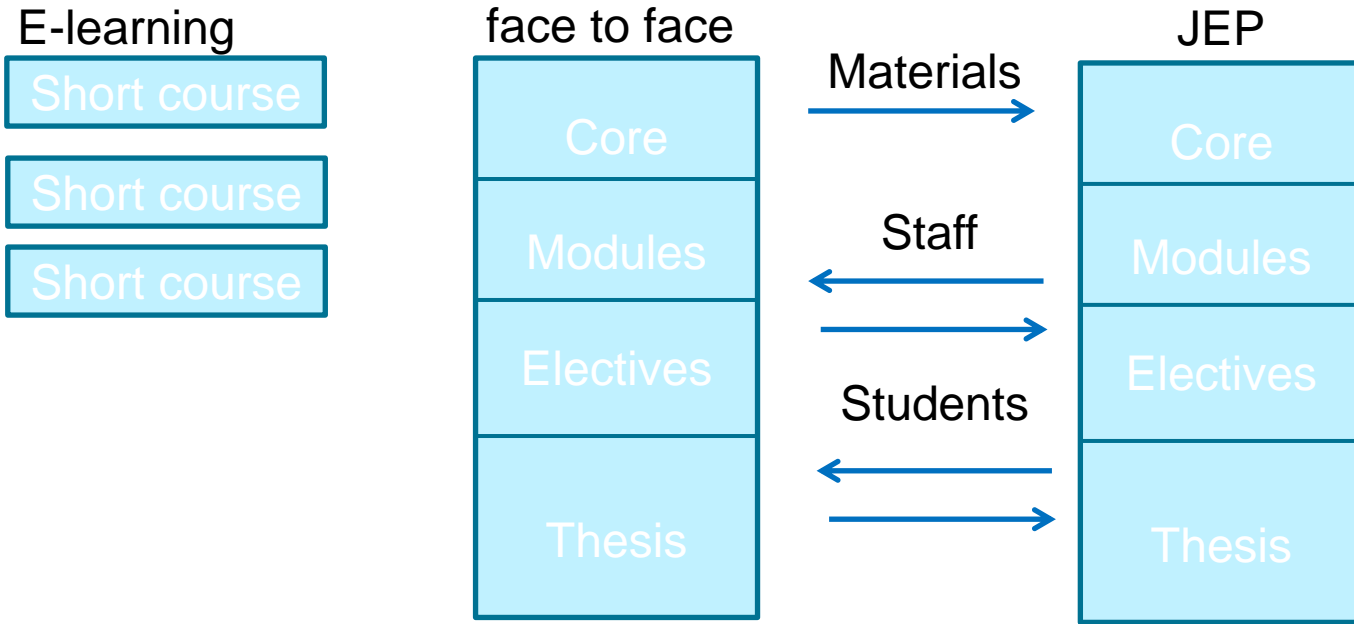 E-learning
Short course
Short course
Short course
face to face
Core
Modules
Electives
Thesis
Materials
Staff
Students
JEP
Core
Modules
Electives
Thesis